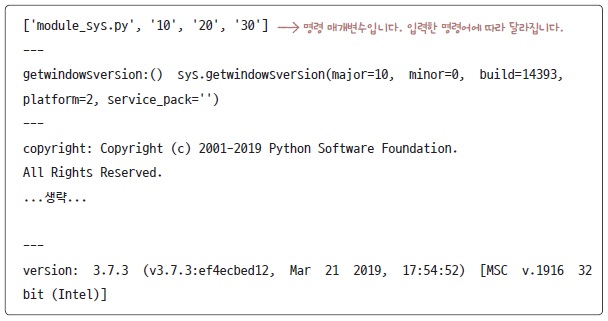 ['module_sys.py', '10', '20', '30'] → 명령 매개변수입니다. 입력한 명령어에 따라 달라집니다.
---
getwindowsversion:() sys.getwindowsversion(major=10, minor=0, build=14393,
platform=2, service_pack='')
---
copyright: Copyright (c) 2001-2019 Python Software Foundation.
All Rights Reserved.
...생략...
---
version: 3.7.3 (v3.7.3:ef4ecbed12, Mar 21 2019, 17:54:52) [MSC v.1916 32
bit (Intel)]